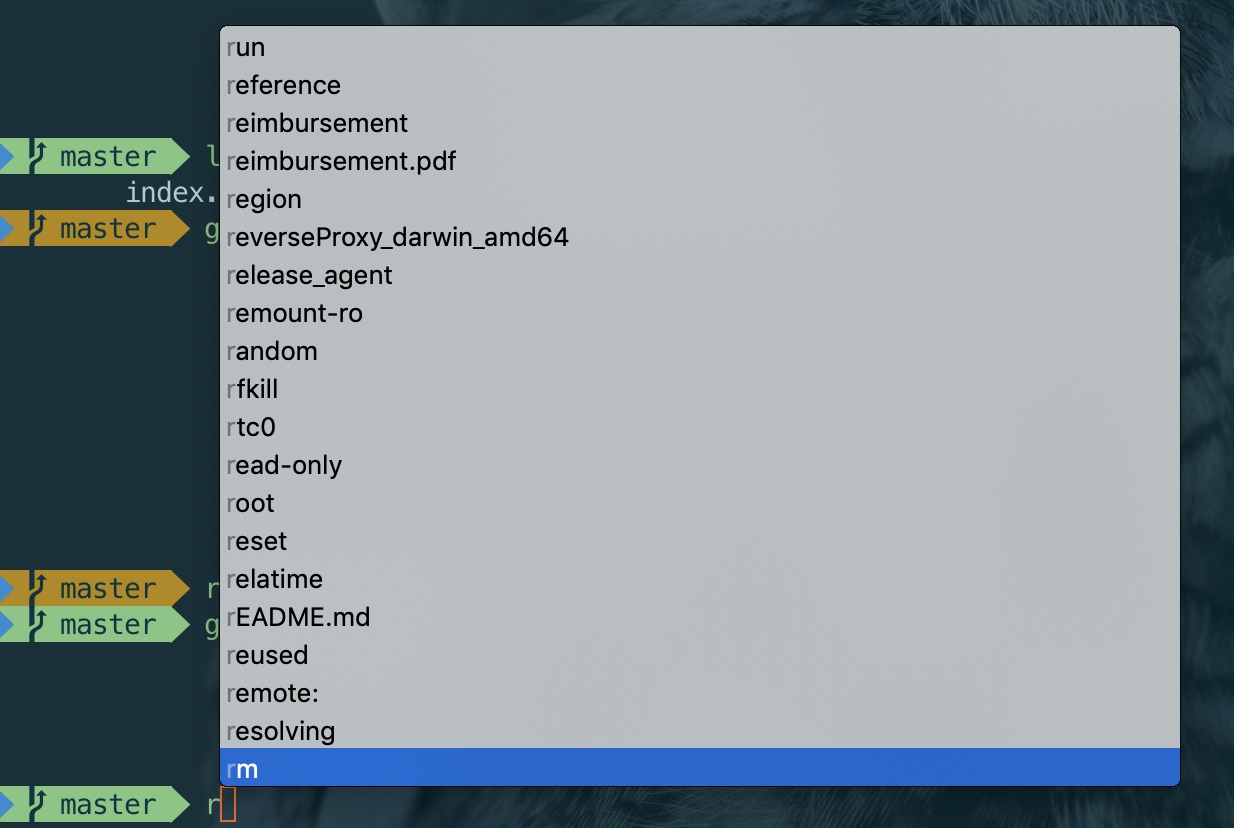 run
reference
reimbursement
reimbursement.pdf
region
reverseProxy_darwin_amd64
release_agent
remount-ro
random
rfkill
rtc0
read-only
root
reset
relatime
rEADME.md
reused
remote:
resolving
rm
master l
index.
master g
master r
master g
master r